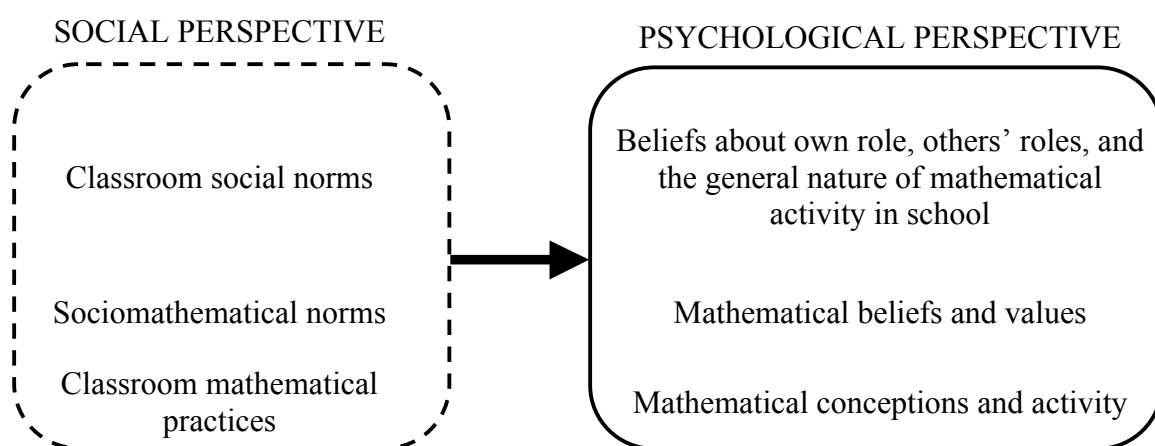 SOCIAL PERSPECTIVE
Classroom social norms
Sociomathematical norms
Classroom mathematical
practices
PSYCHOLOGICAL PERSPECTIVE
Beliefs about own role, others’ roles, and
the general nature of mathematical
activity in school
Mathematical beliefs and values
Mathematical conceptions and activity